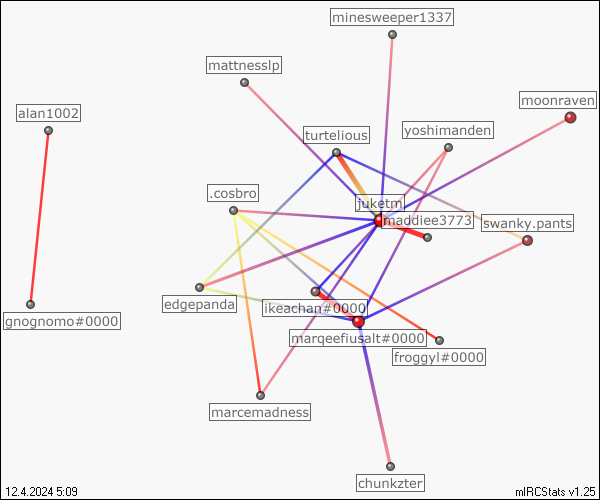 minesweeper1337
mattnesslp
moonraven
alan1002
turtelious
yoshimanden
.cosbro
juketm
maddiee3773
swanky.pants
edgepanda
ikeachan#0000
gnognomo#0000
marqeefiusalt#0000
froggyl#0000
marcemadness
chunkzter
12.4.2024 5:09
mIRCStats v1.25